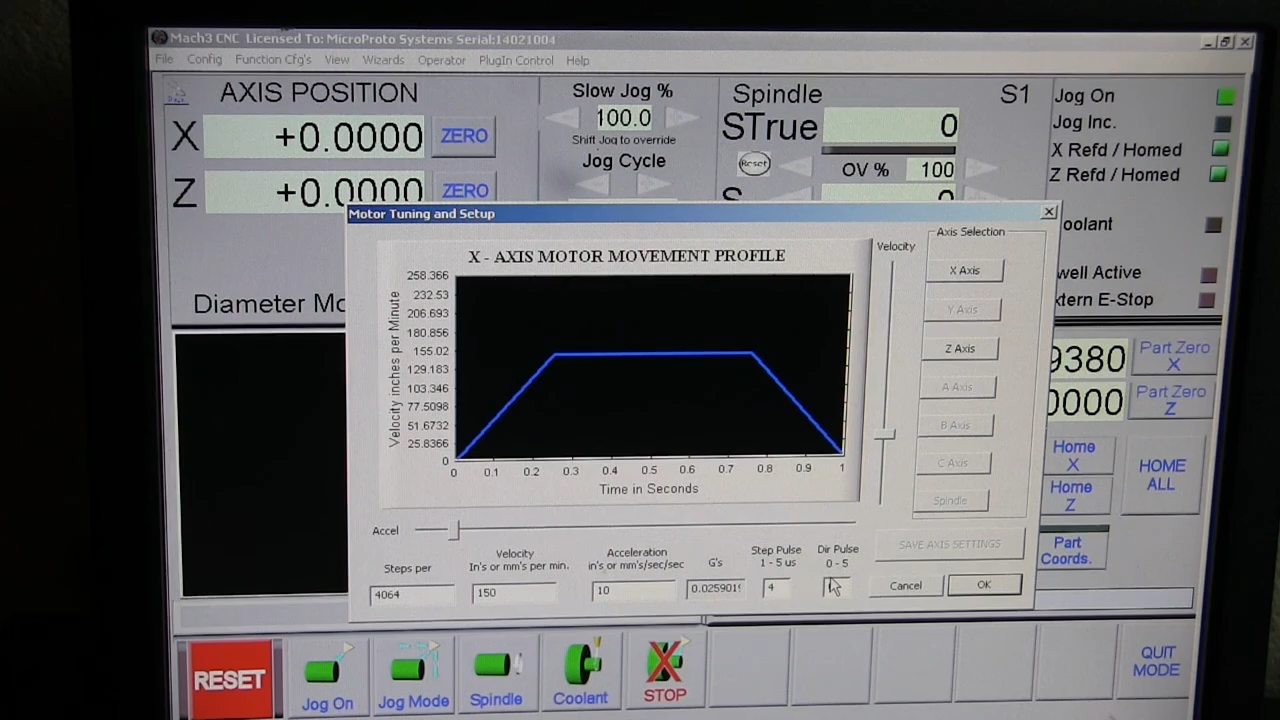 Mach3 CNC Licensed To: MicroProto Systems Serial:14021004
File Config Function Cfg's View Wizards Operator PlugIn Control Help
AXIS POSITION
X +0.0000 ZERO
Z +0.0000 ZERO
Diameter Mo
Slow Jog %
100.0
Shift Jog to override
Jog Cycle
Spindle S1
STrue 0
Reset OV % 100
Jog On
Jog Inc.
X Refd / Homed
Z Refd / Homed
oolant
well Active
xtern E-Stop
Motor Tuning and Setup
X - AXIS MOTOR MOVEMENT PROFILE
Velocity inches per Minute
258.366
232.53
206.693
180.856
155.02
129.183
103.346
77.5098
51.6732
25.8366
0
0 0.1 0.2 0.3 0.4 0.5 0.6 0.7 0.8 0.9 1
Time in Seconds
Velocity
Axis Selection
X Axis
Y Axis
Z Axis
A Axis
B Axis
C Axis
Spindle
Accel
Steps per
4064
Velocity
In's or mm's per min.
150
Acceleration
in's or mm's/sec/sec
10
G's
0.025901
Step Pulse
1 - 5 us
4
Dir Pulse
0 - 5
SAVE AXIS SETTINGS
Cancel OK
9380 Part Zero
X
0000 Part Zero
Z
Home
X
Home
Z
HOME
ALL
Part
Coords.
RESET
Jog On
Jog Mode
Spindle
Coolant
STOP
QUIT
MODE